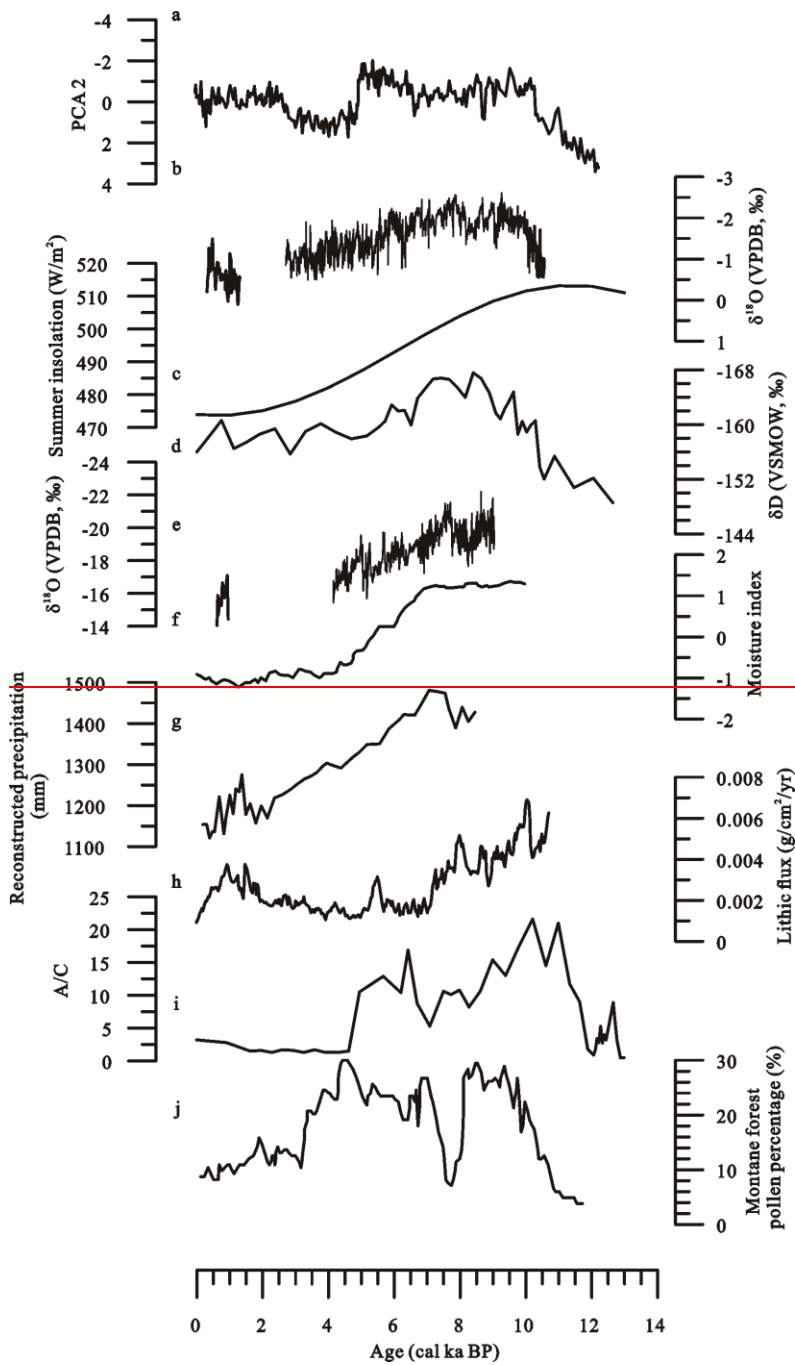 a
-4
-2
0
2
4
PCA 2
b
-3
-2
-1
0
1
δ¹⁸O (VPDB, ‰)
520
510
500
490
480
470
Summer insolation (W/m²)
c
-168
-160
-152
-144
δD (VSMOW, ‰)
d
-24
-22
-20
-18
-16
-14
δ¹⁸O (VPDB, ‰)
e
2
1
0
-1
-2
Moisture index
f
1500
1400
1300
1200
1100
Reconstructed precipitation
(mm)
g
0.008
0.006
0.004
0.002
0
Lithic flux (g/cm²/yr)
h
25
20
15
10
5
0
A/C
i
30
20
10
0
Montane forest
pollen percentage (%)
j
0 2 4 6 8 10 12 14
Age (cal ka BP)